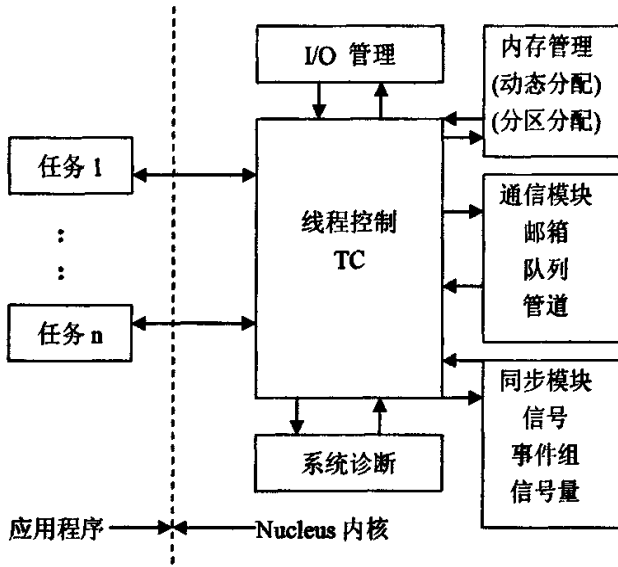 I/O 管理
内存管理
(动态分配)
(分区分配)
任务 1
:
:
任务 n
线程控制
TC
通信模块
邮箱
队列
管道
同步模块
信号
事件组
信号量
系统诊断
应用程序
Nucleus 内核